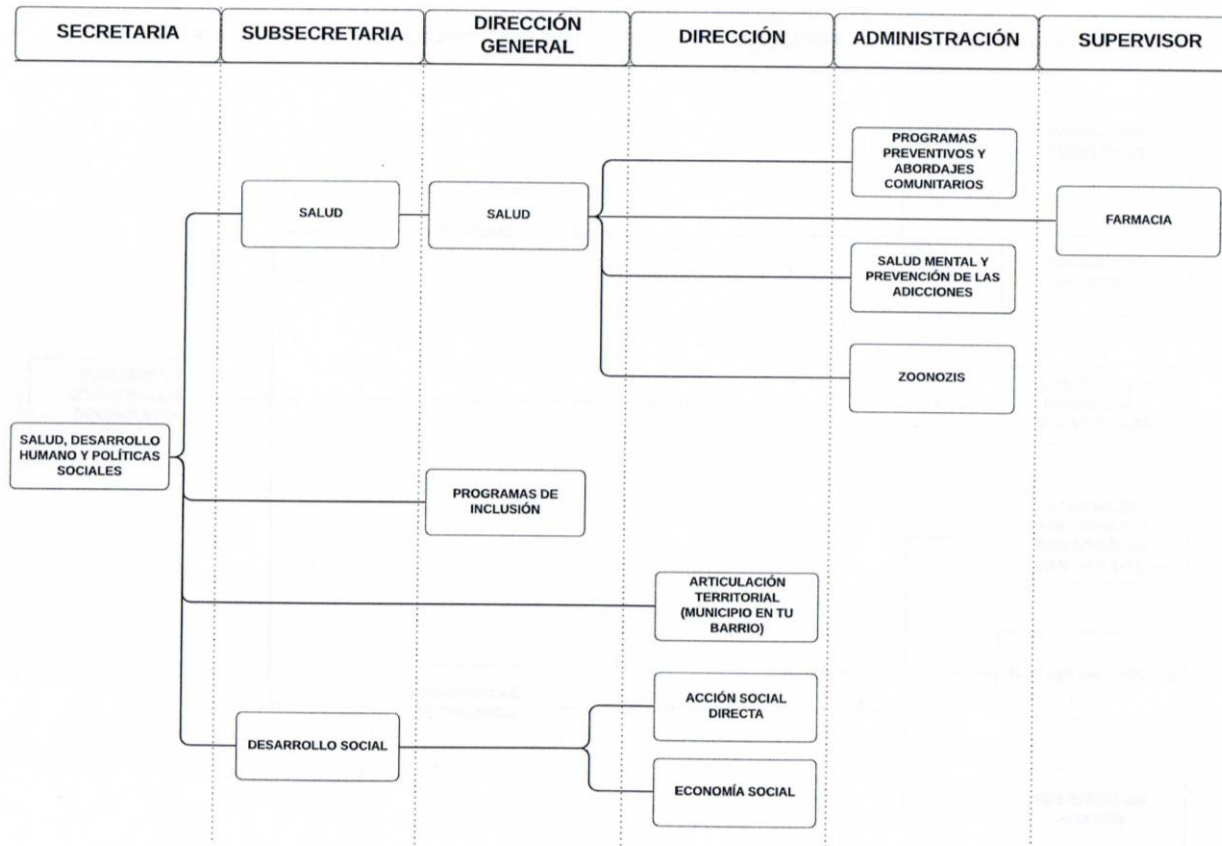 SECRETARIA
SUBSECRETARIA
DIRECCIÓN
GENERAL
DIRECCIÓN
ADMINISTRACIÓN
SUPERVISOR
PROGRAMAS
PREVENTIVOS Y
ABORDAJES
COMUNITARIOS
SALUD
SALUD
FARMACIA
SALUD MENTAL Y
PREVENCIÓN DE LAS
ADICCIONES
ZOONOZIS
SALUD, DESARROLLO
HUMANO Y POLÍTICAS
SOCIALES
PROGRAMAS DE
INCLUSIÓN
ARTICULACIÓN
TERRITORIAL
(MUNICIPIO EN TU
BARRIO)
ACCIÓN SOCIAL
DIRECTA
DESARROLLO SOCIAL
ECONOMÍA SOCIAL